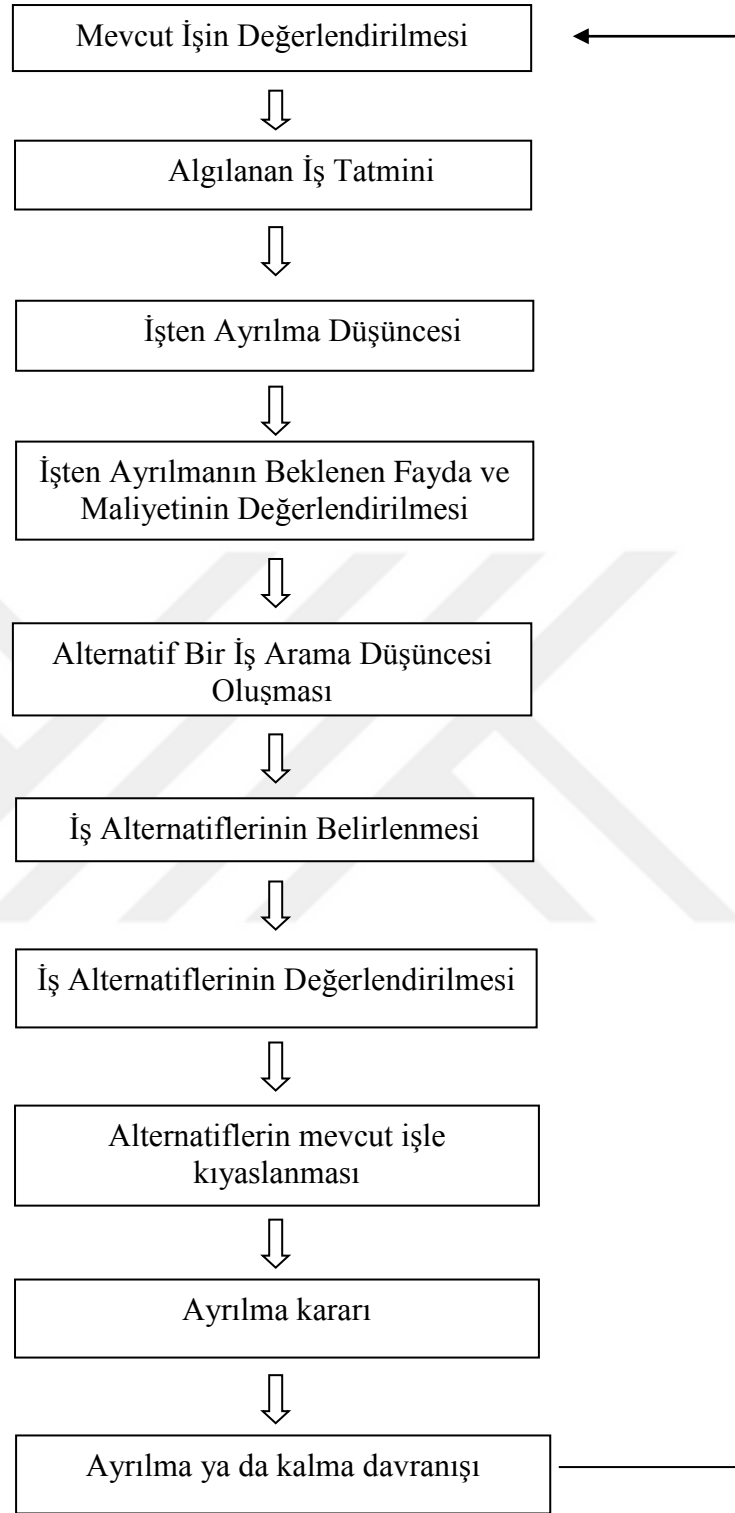 Mevcut İşin Değerlendirilmesi
Algılanan İş Tatmini
İşten Ayrılma Düşüncesi
İşten Ayrılmanın Beklenen Fayda ve
Maliyetinin Değerlendirilmesi
Alternatif Bir İş Arama Düşüncesi
Oluşması
İş Alternatiflerinin Belirlenmesi
İş Alternatiflerinin Değerlendirilmesi
Alternatiflerin mevcut işle
kıyaslanması
Ayrılma kararı
Ayrılma ya da kalma davranışı